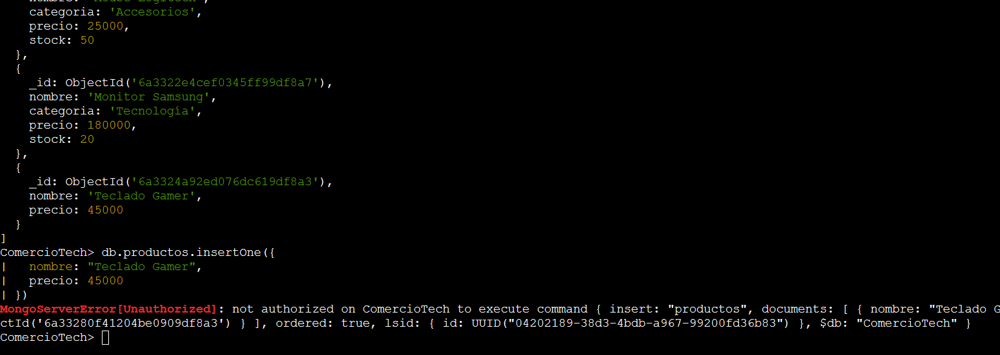 categoria: 'Accesorios',
precio: 25000,
stock: 50
},
{
_id: ObjectId('6a3322e4cef0345ff99df8a7'),
nombre: 'Monitor Samsung',
categoria: 'Tecnología',
precio: 180000,
stock: 20
},
{
_id: ObjectId('6a3324a92ed076dc619df8a3'),
nombre: 'Teclado Gamer',
precio: 45000
}
]
ComercioTech> db.productos.insertOne({
|   nombre: "Teclado Gamer",
|   precio: 45000
| })
MongoServerError[Unauthorized]: not authorized on ComercioTech to execute command { insert: "productos", documents: [ { nombre: "Teclado G
ctId('6a33280f41204be0909df8a3') } ], ordered: true, lsid: { id: UUID("04202189-38d3-4bdb-a967-99200fd36b83") }, $db: "ComercioTech" }
ComercioTech>